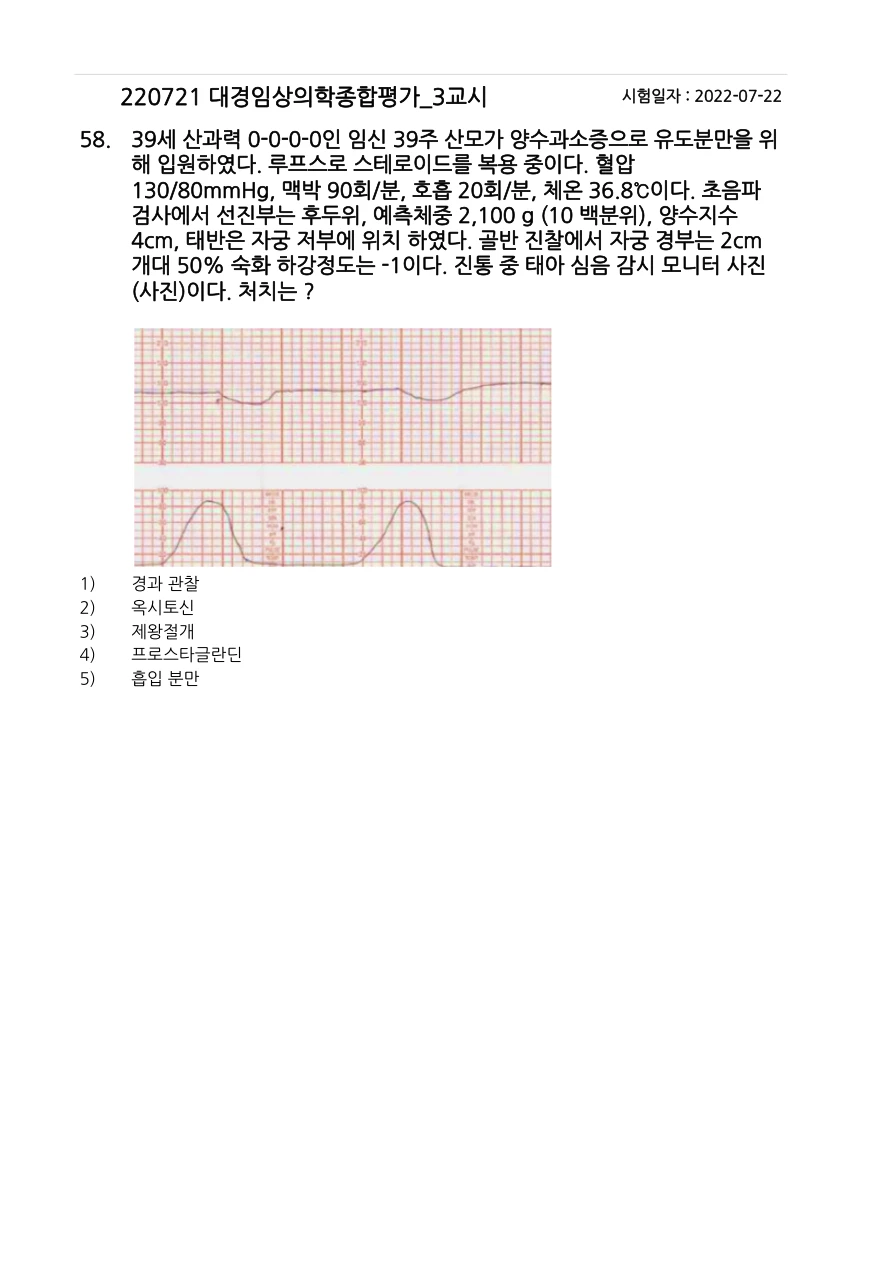 220721 대경임상의학종합평가_3교시
시험일자 : 2022-07-22
58. 39세 산과력 0-0-0-0인 임신 39주 산모가 양수과소증으로 유도분만을 위
해 입원하였다. 루프스로 스테로이드를 복용 중이다. 혈압
130/80mmHg, 맥박 90회/분, 호흡 20회/분, 체온 36.8℃이다. 초음파
검사에서 선진부는 후두위, 예측체중 2,100 g (10 백분위), 양수지수
4cm, 태반은 자궁 저부에 위치 하였다. 골반 진찰에서 자궁 경부는 2cm
개대 50% 숙화 하강정도는 -1이다. 진통 중 태아 심음 감시 모니터 사진
(사진)이다. 처치는 ?
1) 경과 관찰
2) 옥시토신
3) 제왕절개
4) 프로스타글란딘
5) 흡입 분만